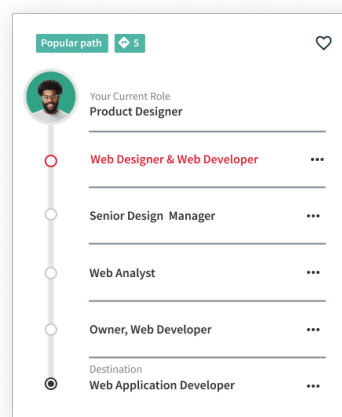 Popular path 5
Your Current Role
Product Designer
Web Designer & Web Developer
Senior Design Manager
Web Analyst
Owner, Web Developer
Destination
Web Application Developer